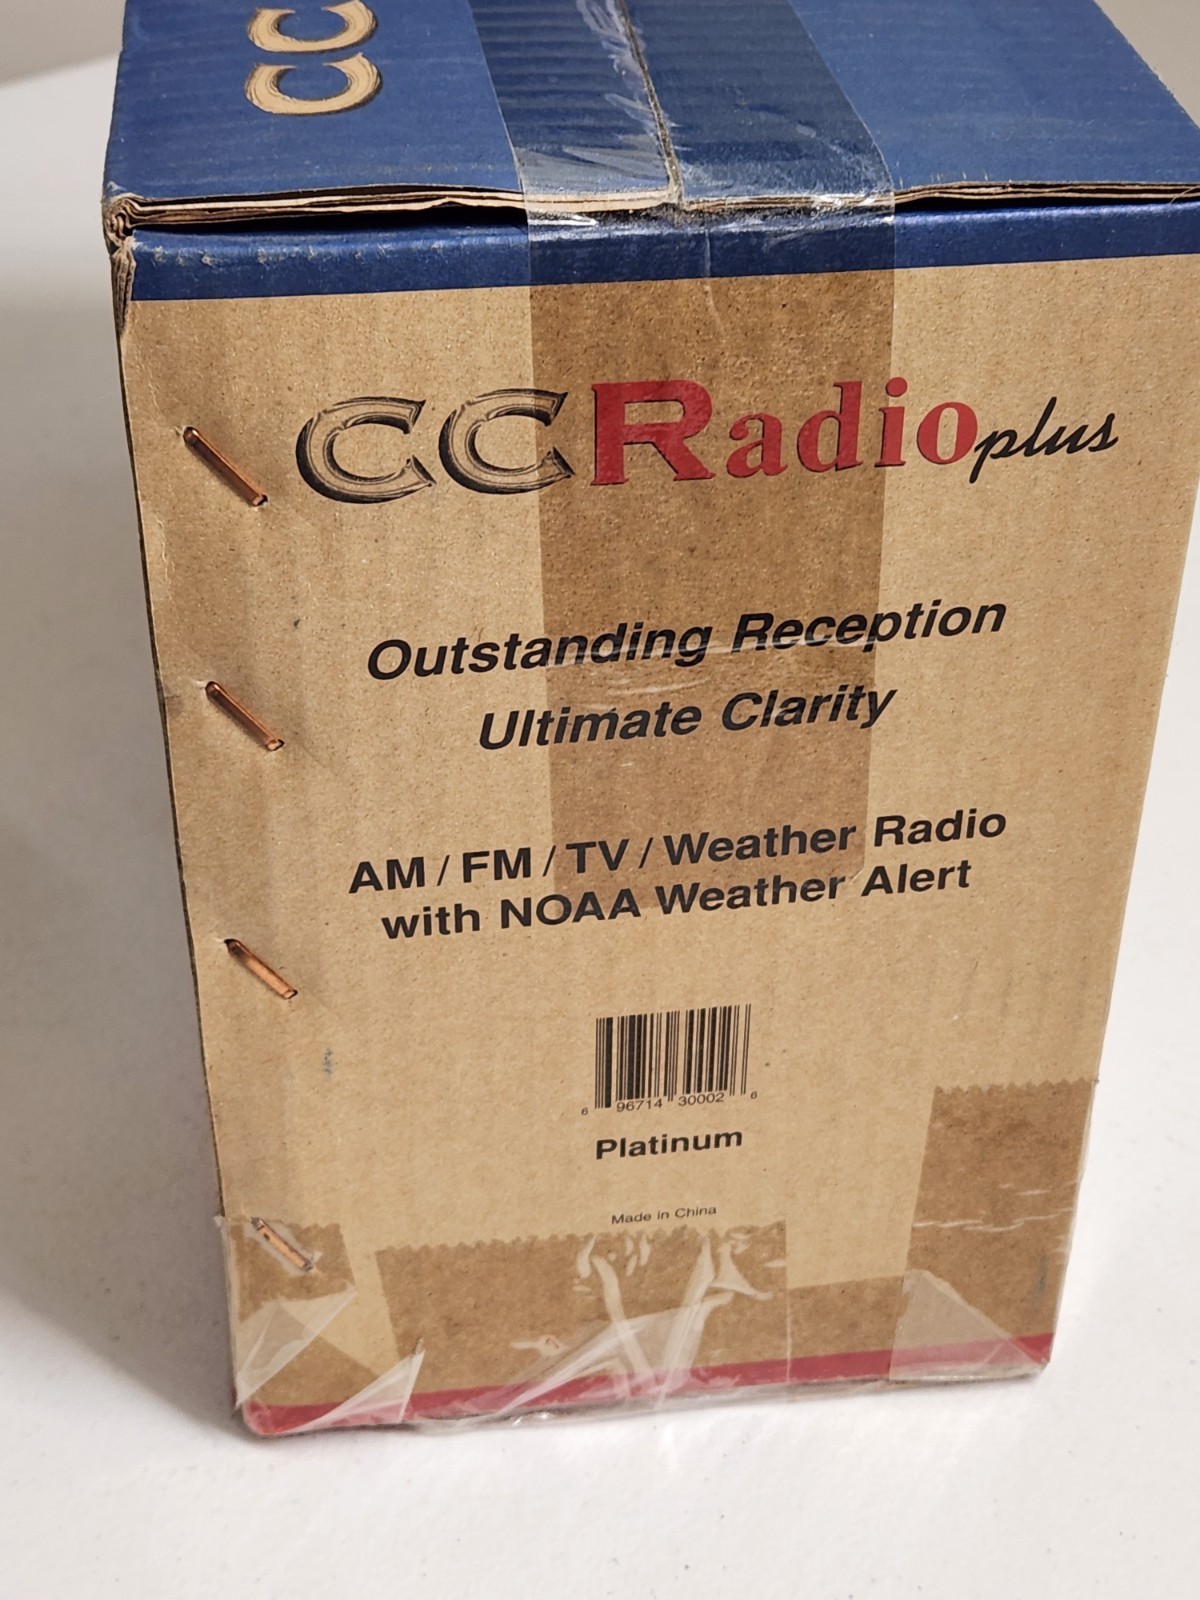 CC
CCRadioplus
Outstanding Reception
Ultimate Clarity
AM / FM / TV / Weather Radio
with NOAA Weather Alert
6 96714 30002 6
Platinum
Made in China